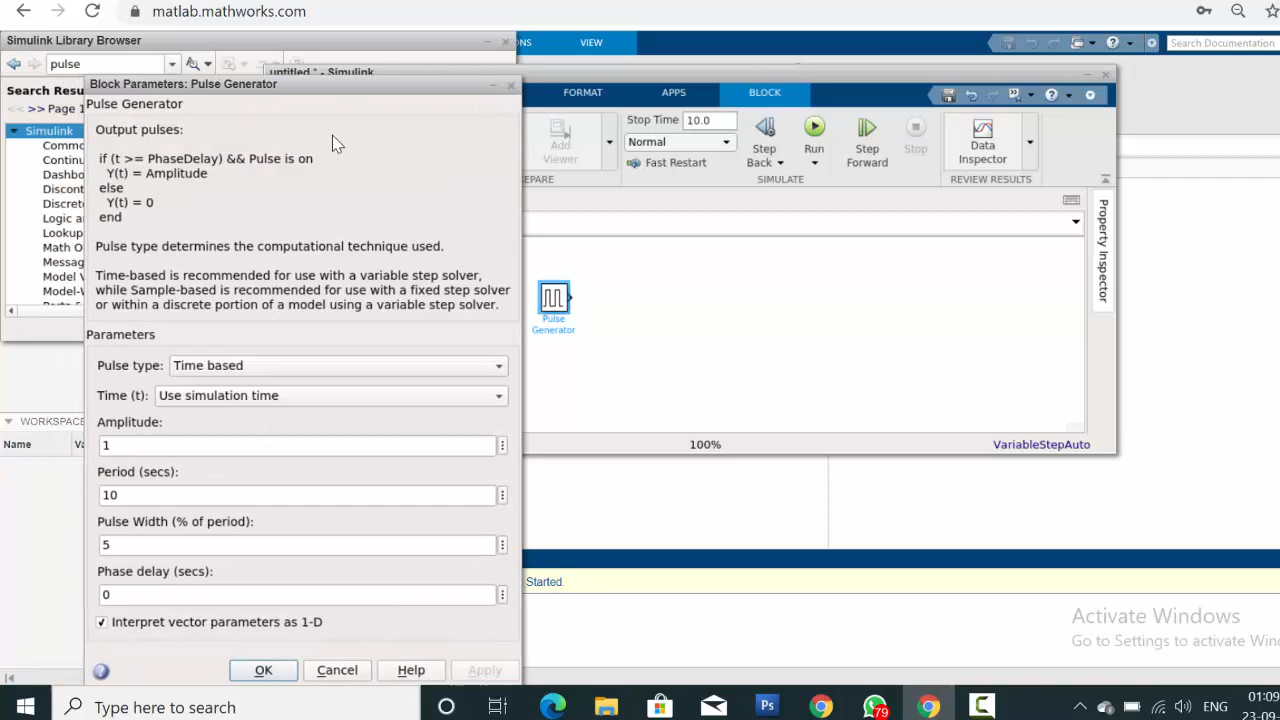 matlab.mathworks.com
Simulink Library Browser
ONS
VIEW
Search Documentation
pulse
untitled * - Simulink
Search Resu
Block Parameters: Pulse Generator
FORMAT
APPS
BLOCK
<< >> Page 1
Pulse Generator
Simulink
Commo
Continu
Dashbo
Discont
Discret
Logic a
Lookup
Math O
Messag
Model V
Model-W
Output pulses:
if (t >= PhaseDelay) && Pulse is on
Y(t) = Amplitude
else
Y(t) = 0
end
Pulse type determines the computational technique used.
Time-based is recommended for use with a variable step solver,
while Sample-based is recommended for use with a fixed step solver
or within a discrete portion of a model using a variable step solver.
Add
Viewer
Stop Time 10.0
Normal
Fast Restart
Step
Back
Run
Step
Forward
Stop
Data
Inspector
EPARE
SIMULATE
REVIEW RESULTS
Property Inspector
Pulse
Generator
Parameters
Pulse type: Time based
Time (t): Use simulation time
Amplitude:
1
Period (secs):
10
Pulse Width (% of period):
5
Phase delay (secs):
0
Interpret vector parameters as 1-D
OK
Cancel
Help
Apply
WORKSPACE
Name
Va
100%
VariableStepAuto
Started.
Activate Windows
Go to Settings to activate Win
Type here to search
Ps
79
ENG
01:09
23-09